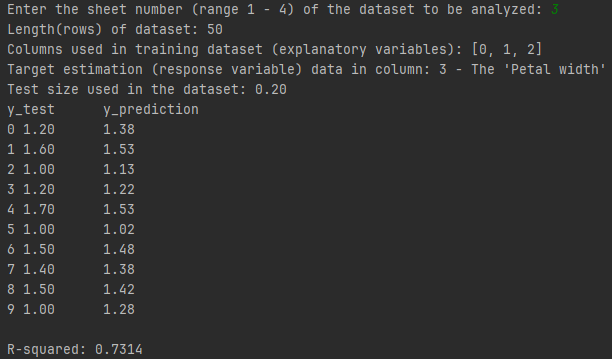 Enter the sheet number (range 1 - 4) of the dataset to be analyzed: 3
Length(rows) of dataset: 50
Columns used in training dataset (explanatory variables): [0, 1, 2]
Target estimation (response variable) data in column: 3 - The 'Petal width'
Test size used in the dataset: 0.20
y_test      y_prediction
0 1.20      1.38
1 1.60      1.53
2 1.00      1.13
3 1.20      1.22
4 1.70      1.53
5 1.00      1.02
6 1.50      1.48
7 1.40      1.38
8 1.50      1.42
9 1.00      1.28
R-squared: 0.7314